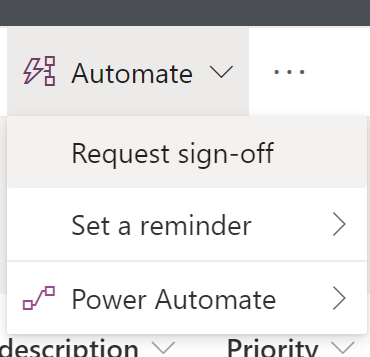 Automate
Request sign-off
Set a reminder
Power Automate
description Priority